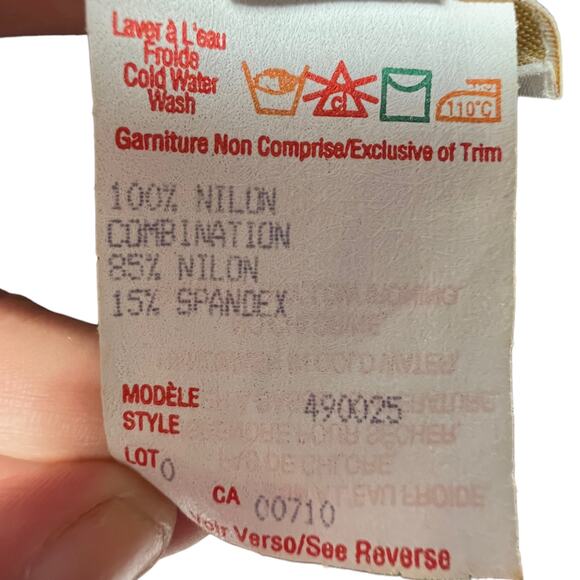 Laver à L'eau
Froide
Cold Water
Wash
cl
110°C
Garniture Non Comprise/Exclusive of Trim
100% NILON
COMBINATION
85% NILON
15% SPANDEX
MODÈLE
STYLE 490025
LOT 0
CA 00710
Voir Verso/See Reverse